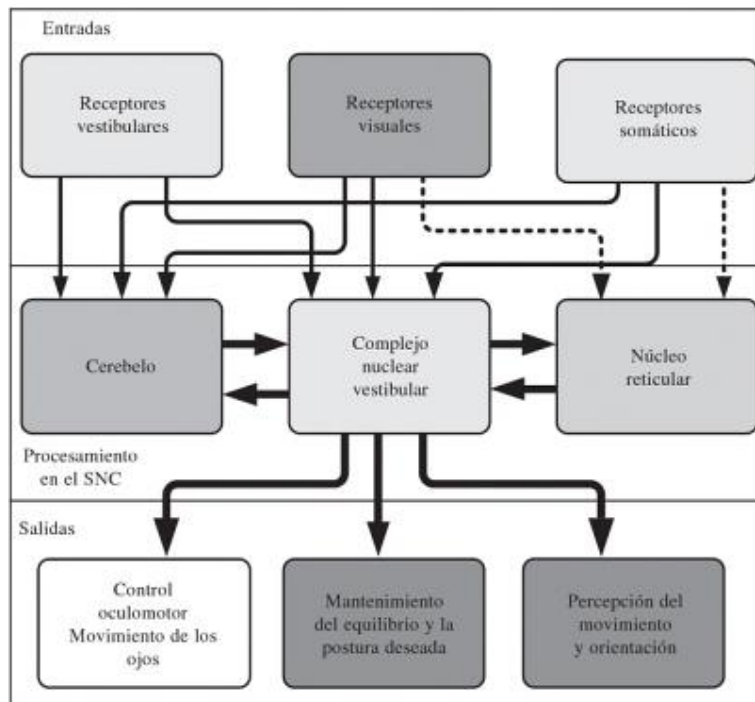 Entradas
Receptores
vestibulares
Receptores
visuales
Receptores
somáticos
Cerebelo
Complejo
nuclear
vestibular
Núcleo
reticular
Procesamiento
en el SNC
Salidas
Control
oculomotor
Movimiento de los
ojos
Mantenimiento
del equilibrio y la
postura deseada
Percepción del
movimiento
y orientación